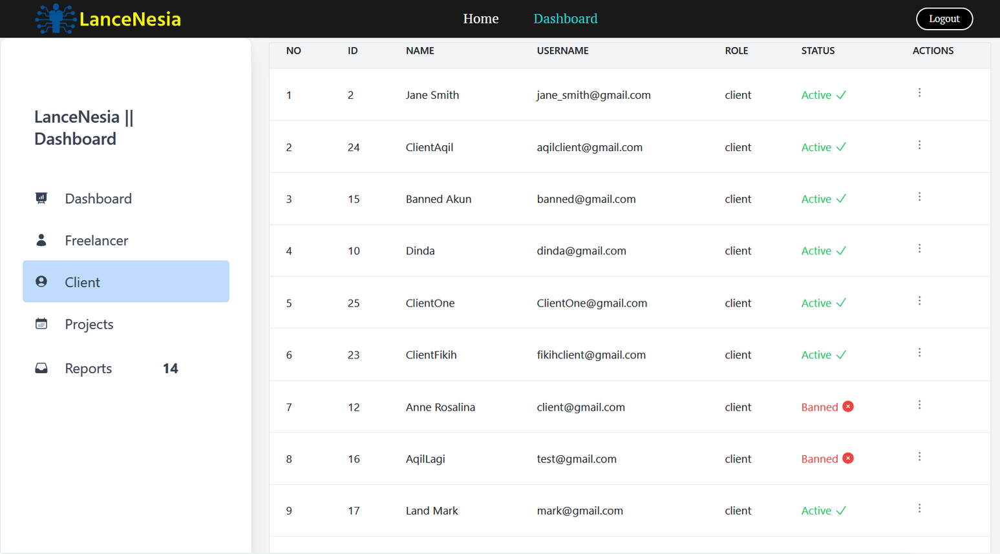 LanceNesia
Home Dashboard
Logout
LanceNesia ||
Dashboard
Dashboard
Freelancer
Client
Projects
Reports 14
NO ID NAME USERNAME ROLE STATUS ACTIONS
1 2 Jane Smith jane_smith@gmail.com client Active
2 24 ClientAqil aqilclient@gmail.com client Active
3 15 Banned Akun banned@gmail.com client Active
4 10 Dinda dinda@gmail.com client Active
5 25 ClientOne ClientOne@gmail.com client Active
6 23 ClientFikih fikihclient@gmail.com client Active
7 12 Anne Rosalina client@gmail.com client Banned
8 16 AqilLagi test@gmail.com client Banned
9 17 Land Mark mark@gmail.com client Active